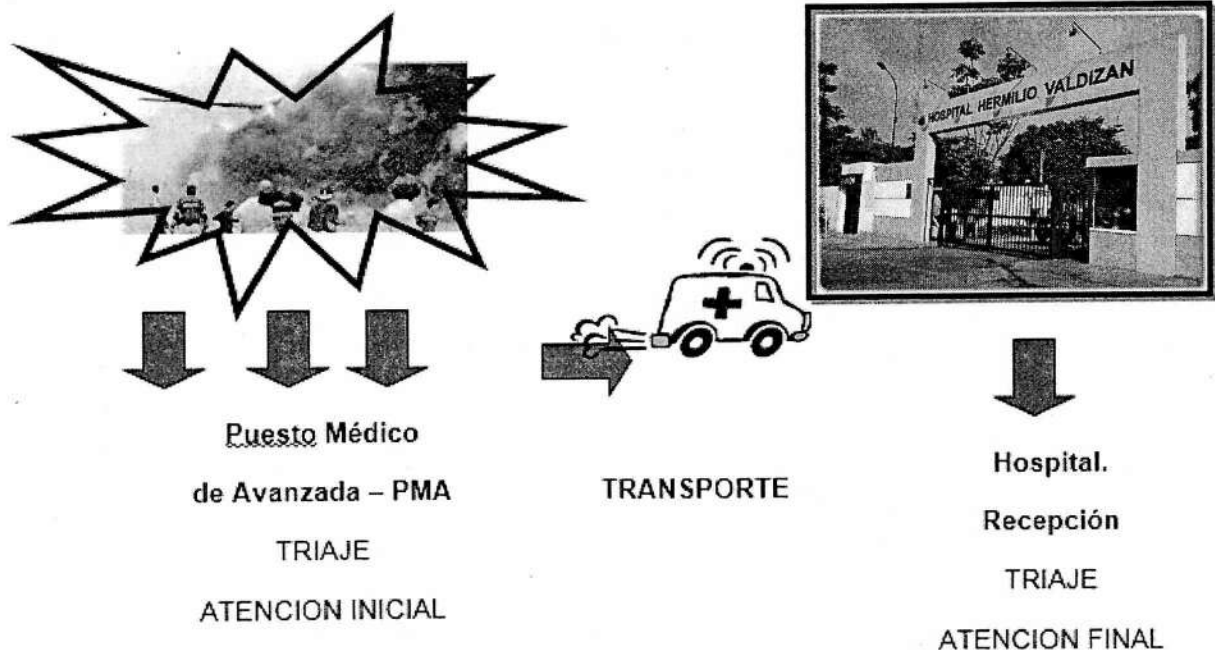 HOSPITAL HERMILIO VALDIZAN
Puesto Médico
de Avanzada – PMA
TRIAJE
ATENCION INICIAL
TRANSPORTE
Hospital.
Recepción
TRIAJE
ATENCION FINAL